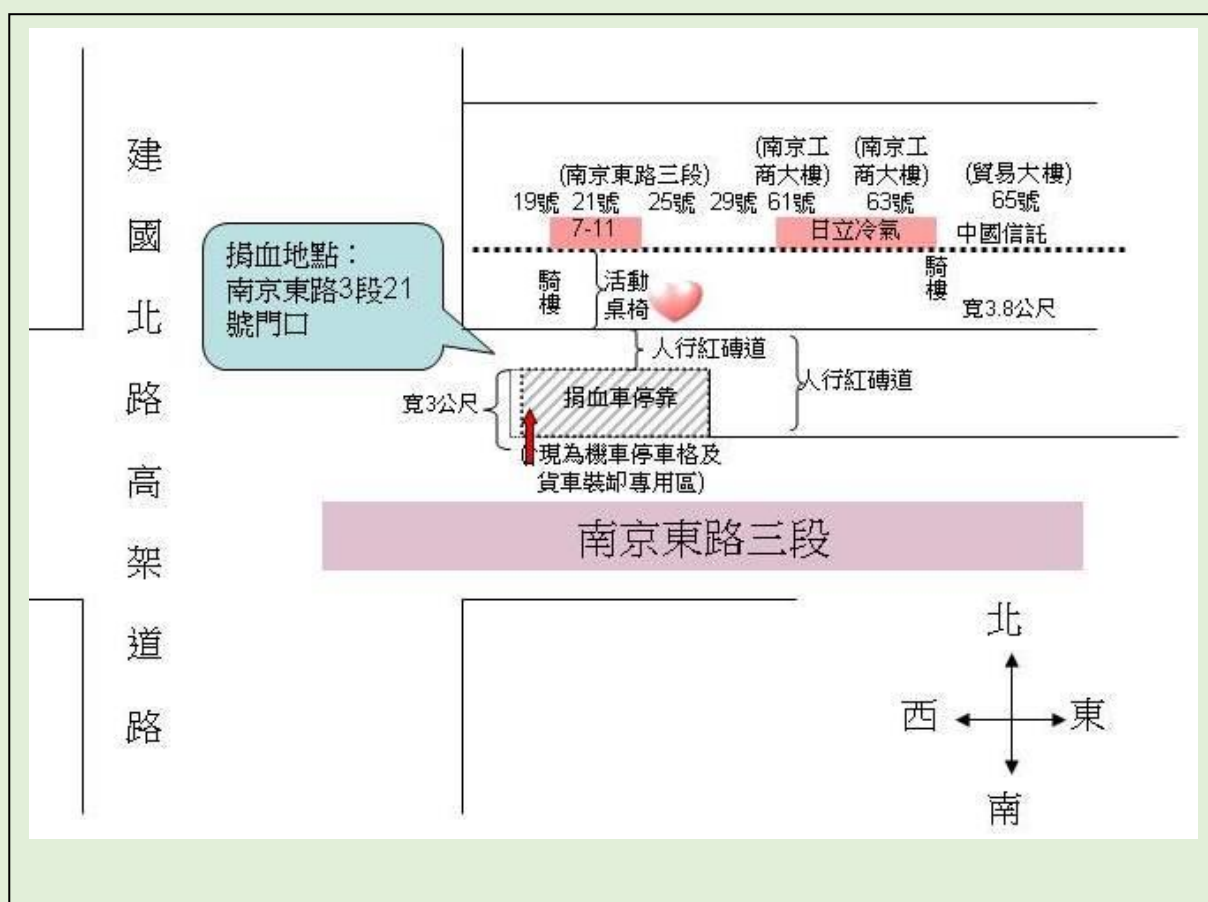 建國北路高架道路
(南京工
商大樓)
(南京工
商大樓)
(貿易大樓)
(南京東路三段)
19號 21號 25號 29號 61號 63號 65號
7-11
日立冷氣
中國信託
捐血地點：
南京東路3段21
號門口
騎樓
活動
桌椅
騎樓
寬3.8公尺
人行紅磚道
人行紅磚道
寬3公尺
捐血車停靠
現為機車停車格及
貨車裝卸專用區)
南京東路三段
北
西
東
南